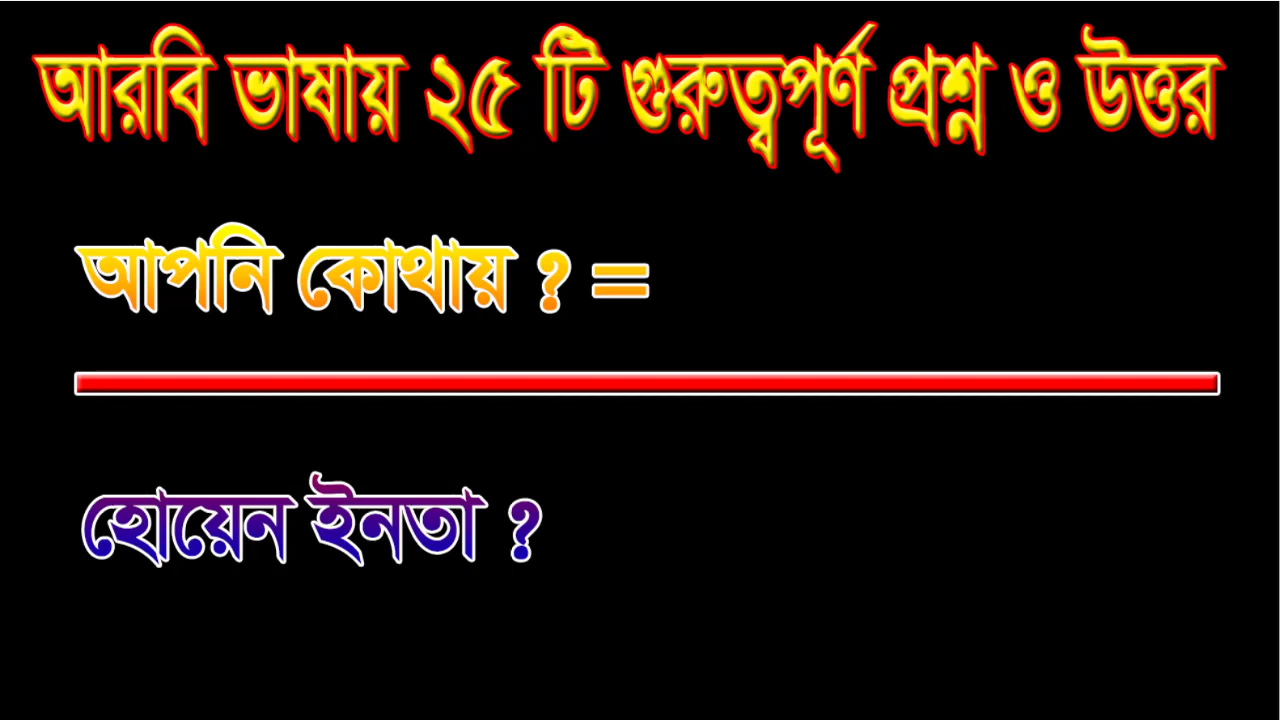 আরবি ভাষায় ২৫ টি গুরুত্বপূর্ণ প্রশ্ন ও উত্তর
আপনি কোথায় ? =
হোয়েন ইনতা ?